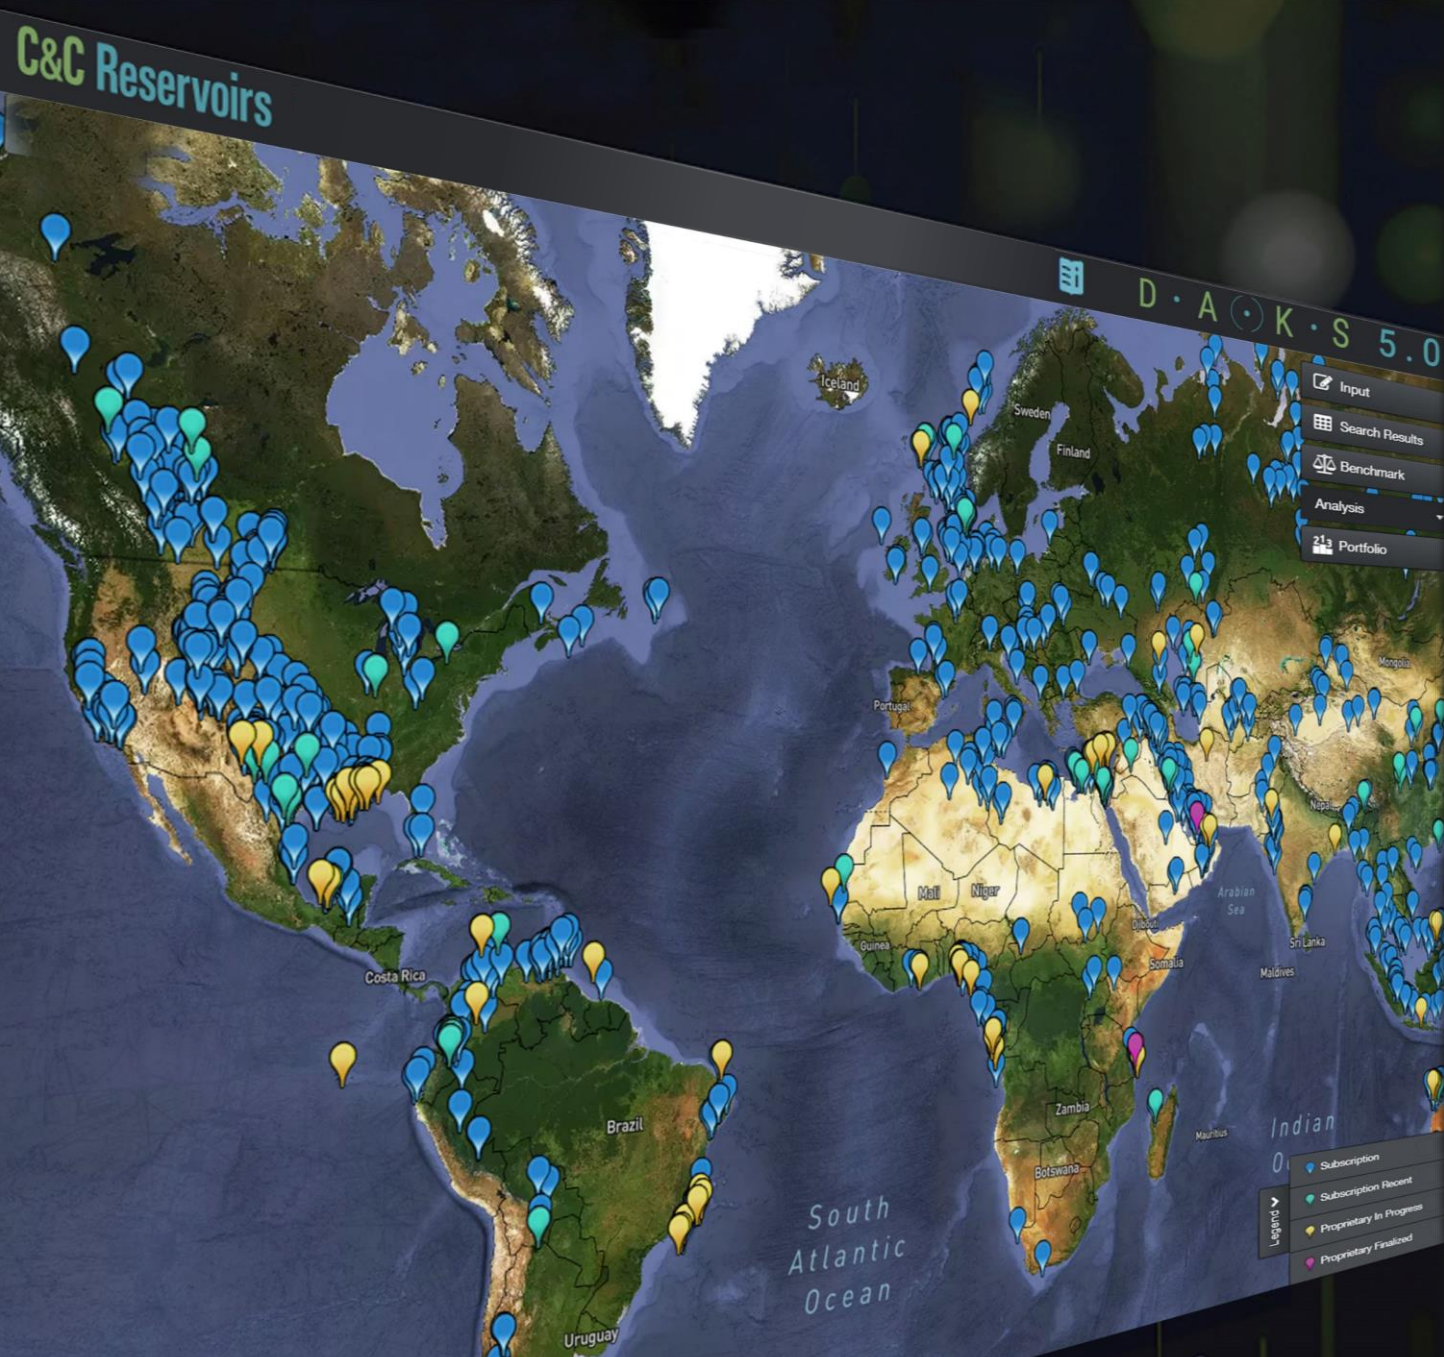 C&C Reservoirs
D·A·K·S 5.0
Input
Search Results
Benchmark
Analysis
Portfolio
Iceland
Sweden
Finland
Portugal
Mongolia
Nepal
Mali
Niger
Arabian
Sea
Djibouti
Guinea
Somalia
Sri Lanka
Maldives
Costa Rica
Brazil
Zambia
Mauritius
Indian
Botswana
South
Atlantic
Ocean
Uruguay
Legend
Subscription
Subscription Recent
Proprietary In Progress
Proprietary Finalized